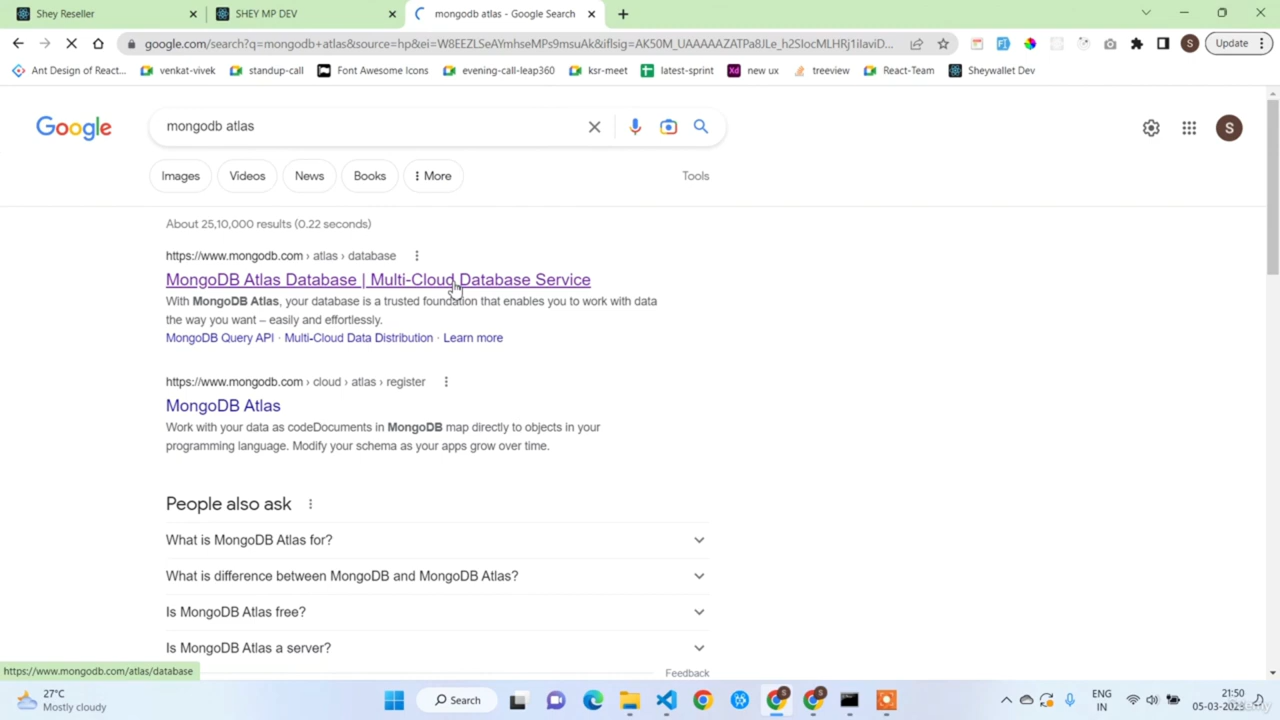 Shey Reseller
SHEY MP DEV
mongodb atlas - Google Search
google.com/search?q=mongodb+atlas&source=hp&ei=W8EEZLSeAYmhseMPs9msuAk&iflsig=AK50M_UAAAAAZATPa8JLe_h2SIocMLHRj1iIaviD...
Update
Ant Design of React...
venkat-vivek
standup-call
Font Awesome Icons
evening-call-leap360
ksr-meet
latest-sprint
new ux
treeview
React-Team
Sheywallet Dev
Google
mongodb atlas
Images
Videos
News
Books
More
Tools
About 25,10,000 results (0.22 seconds)
https://www.mongodb.com › atlas › database
MongoDB Atlas Database | Multi-Cloud Database Service
With MongoDB Atlas, your database is a trusted foundation that enables you to work with data
the way you want – easily and effortlessly.
MongoDB Query API · Multi-Cloud Data Distribution · Learn more
https://www.mongodb.com › cloud › atlas › register
MongoDB Atlas
Work with your data as codeDocuments in MongoDB map directly to objects in your
programming language. Modify your schema as your apps grow over time.
People also ask
What is MongoDB Atlas for?
What is difference between MongoDB and MongoDB Atlas?
Is MongoDB Atlas free?
Is MongoDB Atlas a server?
Feedback
https://www.mongodb.com/atlas/database
27°C
Mostly cloudy
Search
ENG
IN
21:50
05-03-2023